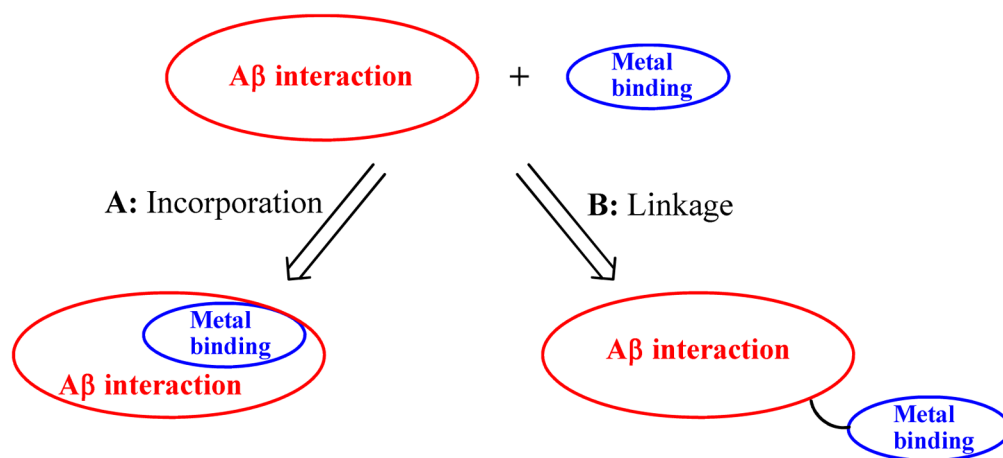 Aβ interaction
+
Metal
binding
A: Incorporation
B: Linkage
Metal
binding
Aβ interaction
Aβ interaction
Metal
binding